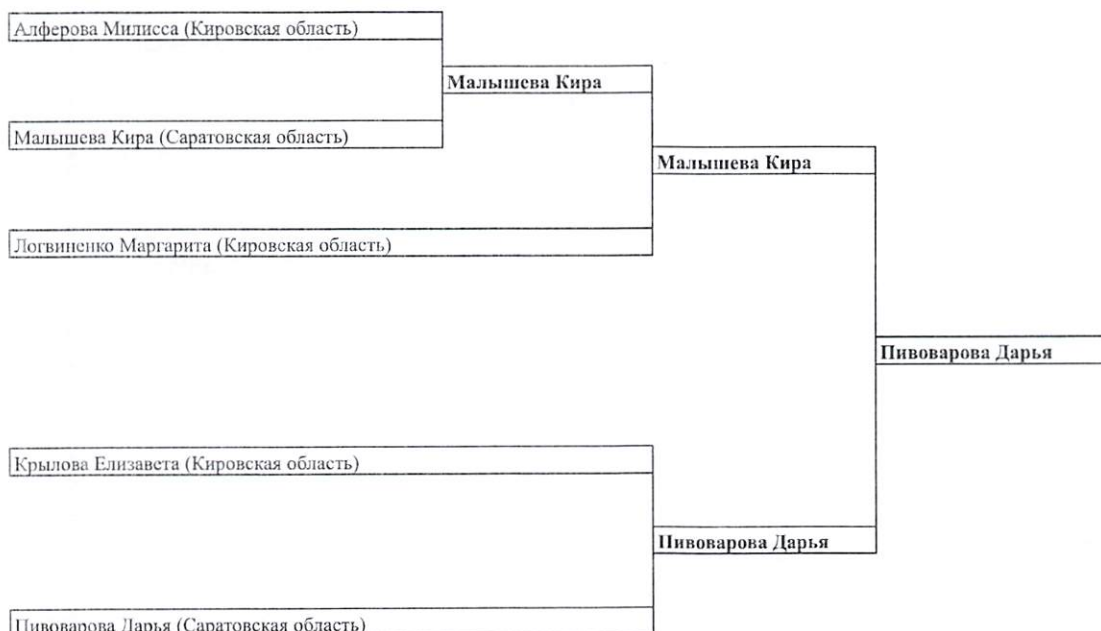 Алферова Милисса (Кировская область)
Малышева Кира
Малышева Кира (Саратовская область)
Малышева Кира
Логвиненко Маргарита (Кировская область)
Пивоварова Дарья
Крылова Елизавета (Кировская область)
Пивоварова Дарья
Пивоварова Дарья (Саратовская область)